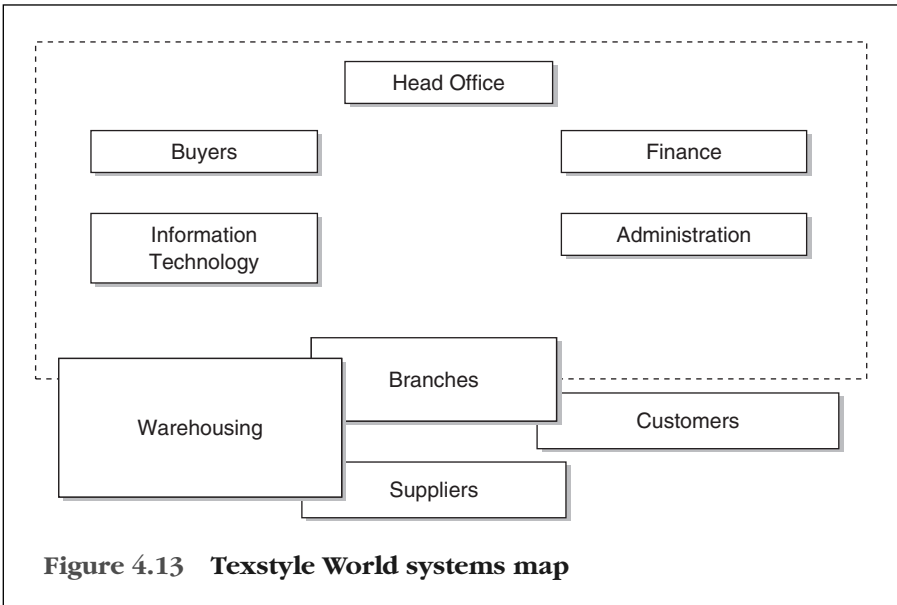 Head Office
Buyers
Finance
Information
Technology
Administration
Branches
Warehousing
Customers
Suppliers
Figure 4.13 Texstyle World systems map